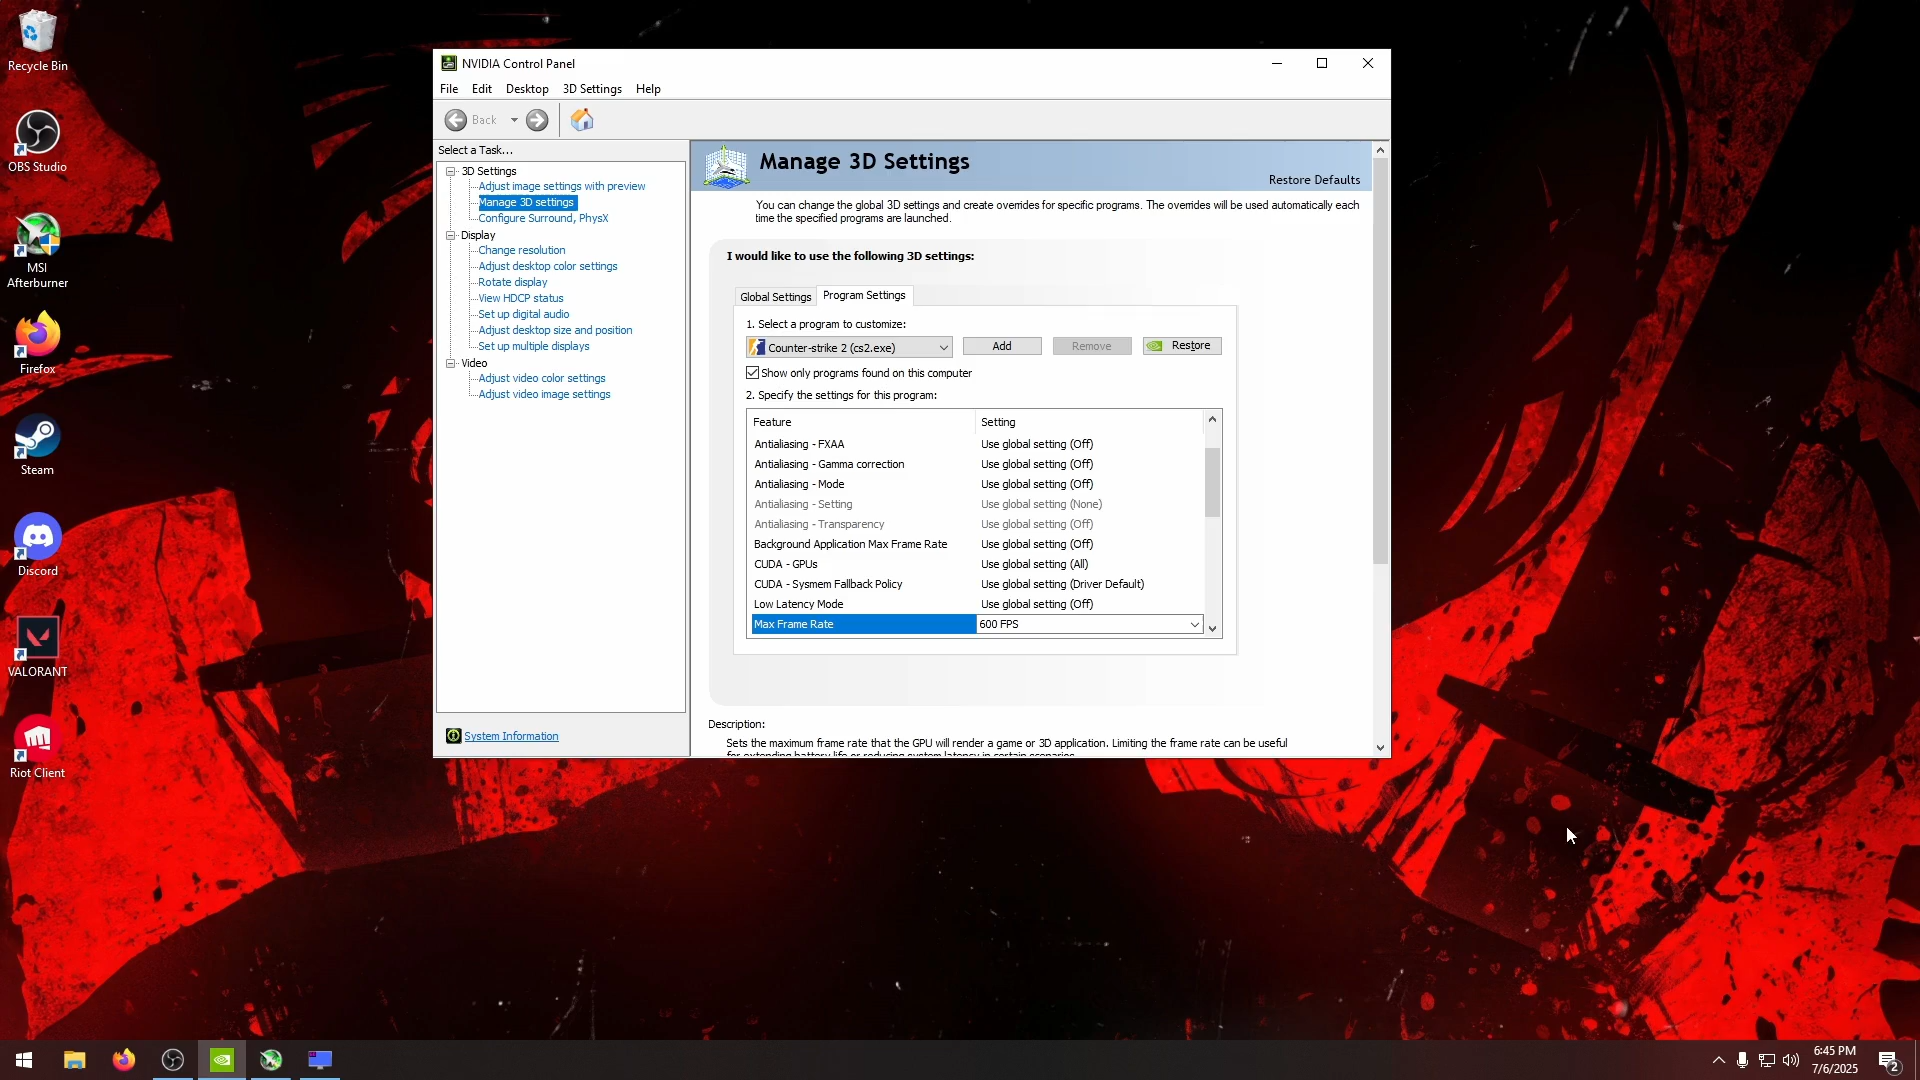 Recycle Bin
OBS Studio
MSI
Afterburner
Firefox
Steam
Discord
VALORANT
Riot Client
NVIDIA Control Panel
File Edit Desktop 3D Settings Help
Back
Select a Task...
3D Settings
Adjust image settings with preview
Manage 3D settings
Configure Surround, PhysX
Display
Change resolution
Adjust desktop color settings
Rotate display
View HDCP status
Set up digital audio
Adjust desktop size and position
Set up multiple displays
Video
Adjust video color settings
Adjust video image settings
System Information
Manage 3D Settings
Restore Defaults
You can change the global 3D settings and create overrides for specific programs. The overrides will be used automatically each
time the specified programs are launched.
I would like to use the following 3D settings:
Global Settings Program Settings
1. Select a program to customize:
Counter-strike 2 (cs2.exe) Add Remove Restore
Show only programs found on this computer
2. Specify the settings for this program:
Feature Setting
Antialiasing - FXAA Use global setting (Off)
Antialiasing - Gamma correction Use global setting (Off)
Antialiasing - Mode Use global setting (Off)
Antialiasing - Setting Use global setting (None)
Antialiasing - Transparency Use global setting (Off)
Background Application Max Frame Rate Use global setting (Off)
CUDA - GPUs Use global setting (All)
CUDA - Sysmem Fallback Policy Use global setting (Driver Default)
Low Latency Mode Use global setting (Off)
Max Frame Rate 600 FPS
Description:
Sets the maximum frame rate that the GPU will render a game or 3D application. Limiting the frame rate can be useful
for extending battery life or reducing system latency in certain scenarios.
6:45 PM
7/6/2025
2